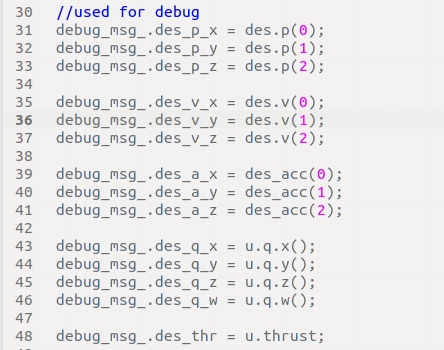 30 //used for debug
31 debug_msg_.des_p_x = des.p(0);
32 debug_msg_.des_p_y = des.p(1);
33 debug_msg_.des_p_z = des.p(2);
34
35 debug_msg_.des_v_x = des.v(0);
36 debug_msg_.des_v_y = des.v(1);
37 debug_msg_.des_v_z = des.v(2);
38
39 debug_msg_.des_a_x = des_acc(0);
40 debug_msg_.des_a_y = des_acc(1);
41 debug_msg_.des_a_z = des_acc(2);
42
43 debug_msg_.des_q_x = u.q.x();
44 debug_msg_.des_q_y = u.q.y();
45 debug_msg_.des_q_z = u.q.z();
46 debug_msg_.des_q_w = u.q.w();
47
48 debug_msg_.des_thr = u.thrust;